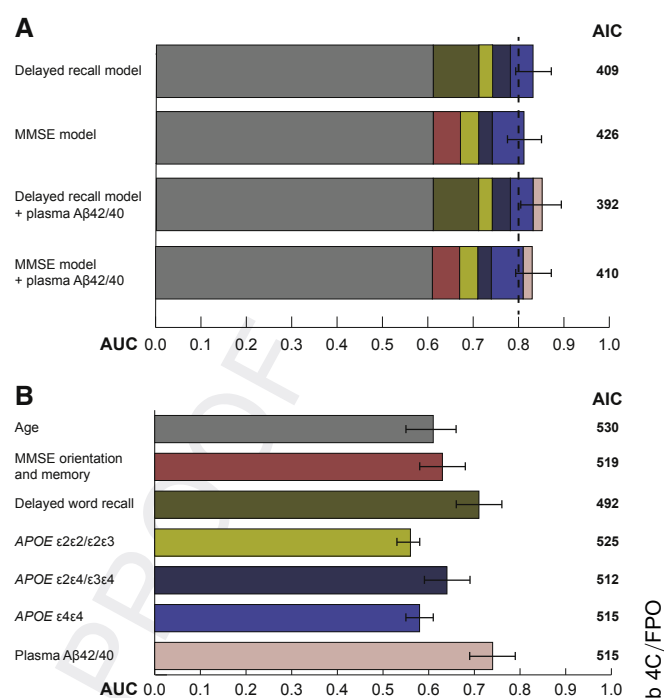 A
AIC
Delayed recall model
409
MMSE model
426
Delayed recall model
+ plasma Aβ42/40
392
MMSE model
+ plasma Aβ42/40
410
AUC 0.0 0.1 0.2 0.3 0.4 0.5 0.6 0.7 0.8 0.9 1.0
B
AIC
Age
530
MMSE orientation
and memory
519
Delayed word recall
492
APOE ε2ε2/ε2ε3
525
APOE ε2ε4/ε3ε4
512
APOE ε4ε4
515
Plasma Aβ42/40
515
AUC 0.0 0.1 0.2 0.3 0.4 0.5 0.6 0.7 0.8 0.9 1.0
b 4C/FPO
PROOF